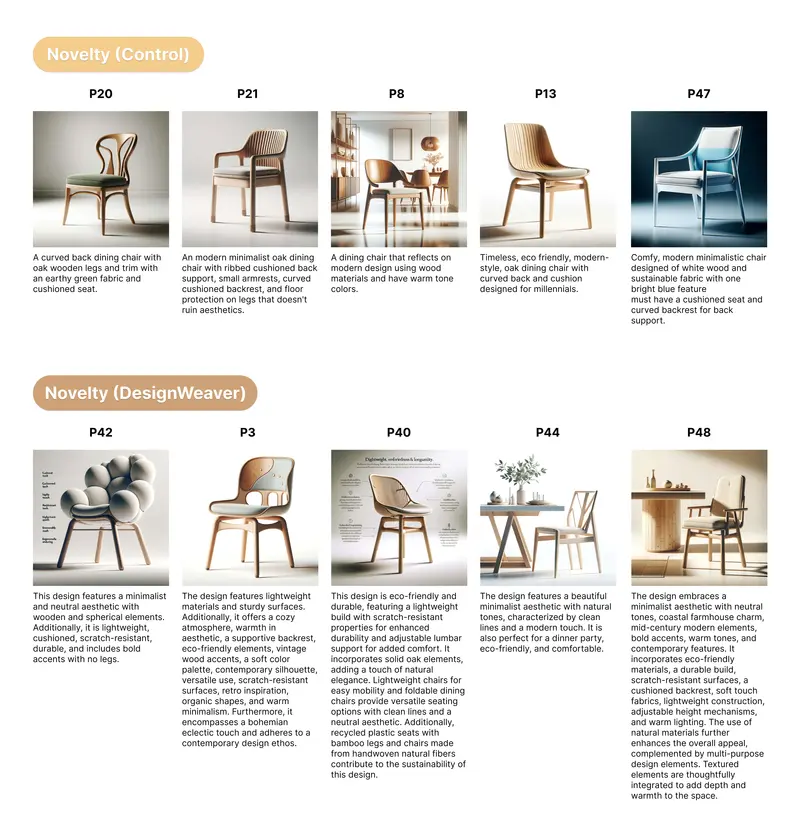 Novelty (Control)
P20
P21
P8
P13
P47
A curved back dining chair with
oak wooden legs and trim with
an earthy green fabric and
cushioned seat.
An modern minimalist oak dining
chair with ribbed cushioned back
support, small armrests, curved
cushioned backrest, and floor
protection on legs that doesn't
ruin aesthetics.
A dining chair that reflects on
modern design using wood
materials and have warm tone
colors.
Timeless, eco friendly, modern-
style, oak dining chair with
curved back and cushion
designed for millennials.
Comfy, modern minimalistic chair
designed of white wood and
sustainable fabric with one
bright blue feature
must have a cushioned seat and
curved backrest for back
support.
Novelty (DesignWeaver)
P42
P3
P40
P44
P48
This design features a minimalist
and neutral aesthetic with
wooden and spherical elements.
Additionally, it is lightweight,
cushioned, scratch-resistant,
durable, and includes bold
accents with no legs.
The design features lightweight
materials and sturdy surfaces.
Additionally, it offers a cozy
atmosphere, warmth in
aesthetic, a supportive backrest,
eco-friendly elements, vintage
wood accents, a soft color
palette, contemporary silhouette,
versatile use, scratch-resistant
surfaces, retro inspiration,
organic shapes, and warm
minimalism. Furthermore, it
encompasses a bohemian
eclectic touch and adheres to a
contemporary design ethos.
This design is eco-friendly and
durable, featuring a lightweight
build with scratch-resistant
properties for enhanced
durability and adjustable lumbar
support for added comfort. It
incorporates solid oak elements,
adding a touch of natural
elegance. Lightweight chairs for
easy mobility and foldable dining
chairs provide versatile seating
options with clean lines and a
neutral aesthetic. Additionally,
recycled plastic seats with
bamboo legs and chairs made
from handwoven natural fibers
contribute to the sustainability of
this design.
The design features a beautiful
minimalist aesthetic with natural
tones, characterized by clean
lines and a modern touch. It is
also perfect for a dinner party,
eco-friendly, and comfortable.
The design embraces a
minimalist aesthetic with neutral
tones, coastal farmhouse charm,
mid-century modern elements,
bold accents, warm tones, and
contemporary features. It
incorporates eco-friendly
materials, a durable build,
scratch-resistant surfaces, a
cushioned backrest, soft touch
fabrics, lightweight construction,
adjustable height mechanisms,
and warm lighting. The use of
natural materials further
enhances the overall appeal,
complemented by multi-purpose
design elements. Textured
elements are thoughtfully
integrated to add depth and
warmth to the space.